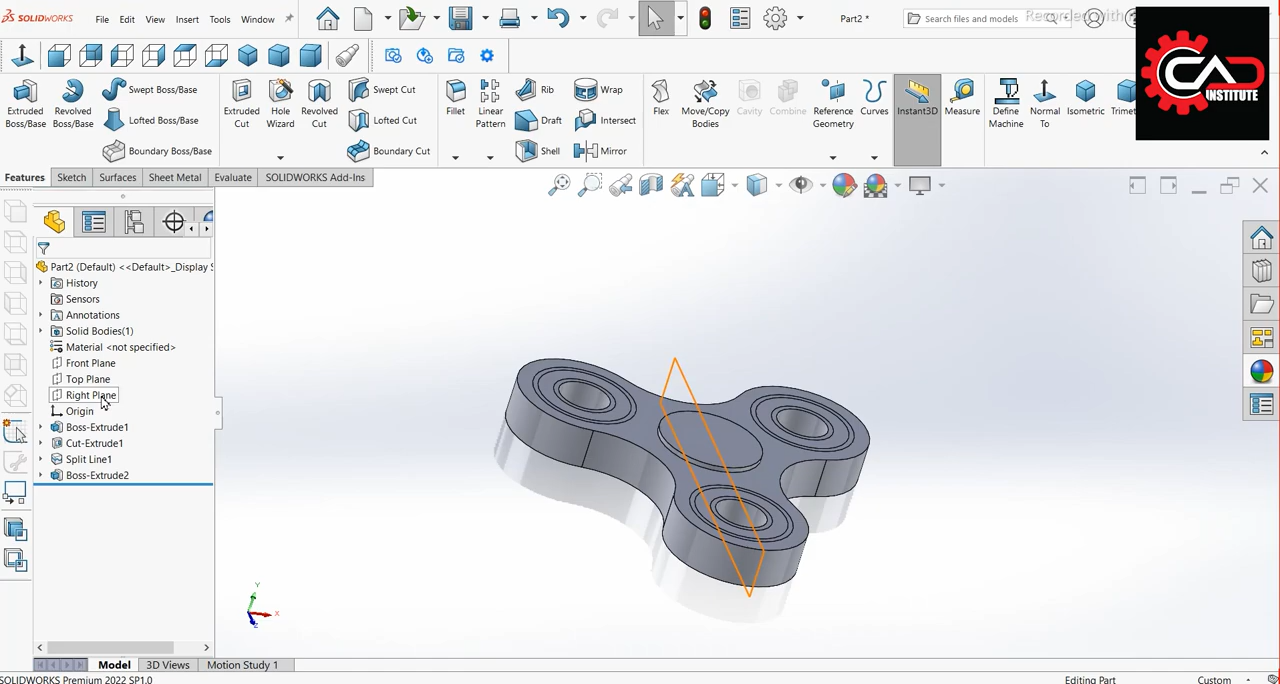 SOLIDWORKS File Edit View Insert Tools Window Part2 * Search files and models Recorded with
CAD
INSTITUTE
Extruded Boss/Base
Revolved Boss/Base
Swept Boss/Base
Lofted Boss/Base
Boundary Boss/Base
Extruded Cut
Hole Wizard
Revolved Cut
Swept Cut
Lofted Cut
Boundary Cut
Fillet
Linear Pattern
Rib
Draft
Shell
Wrap
Intersect
Mirror
Flex
Move/Copy Bodies
Cavity
Combine
Reference Geometry
Curves
Instant3D
Measure
Define Machine
Normal To
Isometric
Features Sketch Surfaces Sheet Metal Evaluate SOLIDWORKS Add-Ins
Part2 (Default) <<Default>_Display S
History
Sensors
Annotations
Solid Bodies(1)
Material <not specified>
Front Plane
Top Plane
Right Plane
Origin
Boss-Extrude1
Cut-Extrude1
Split Line1
Boss-Extrude2
Y
X
Z
Model 3D Views Motion Study 1
SOLIDWORKS Premium 2022 SP1.0 Editing Part Custom